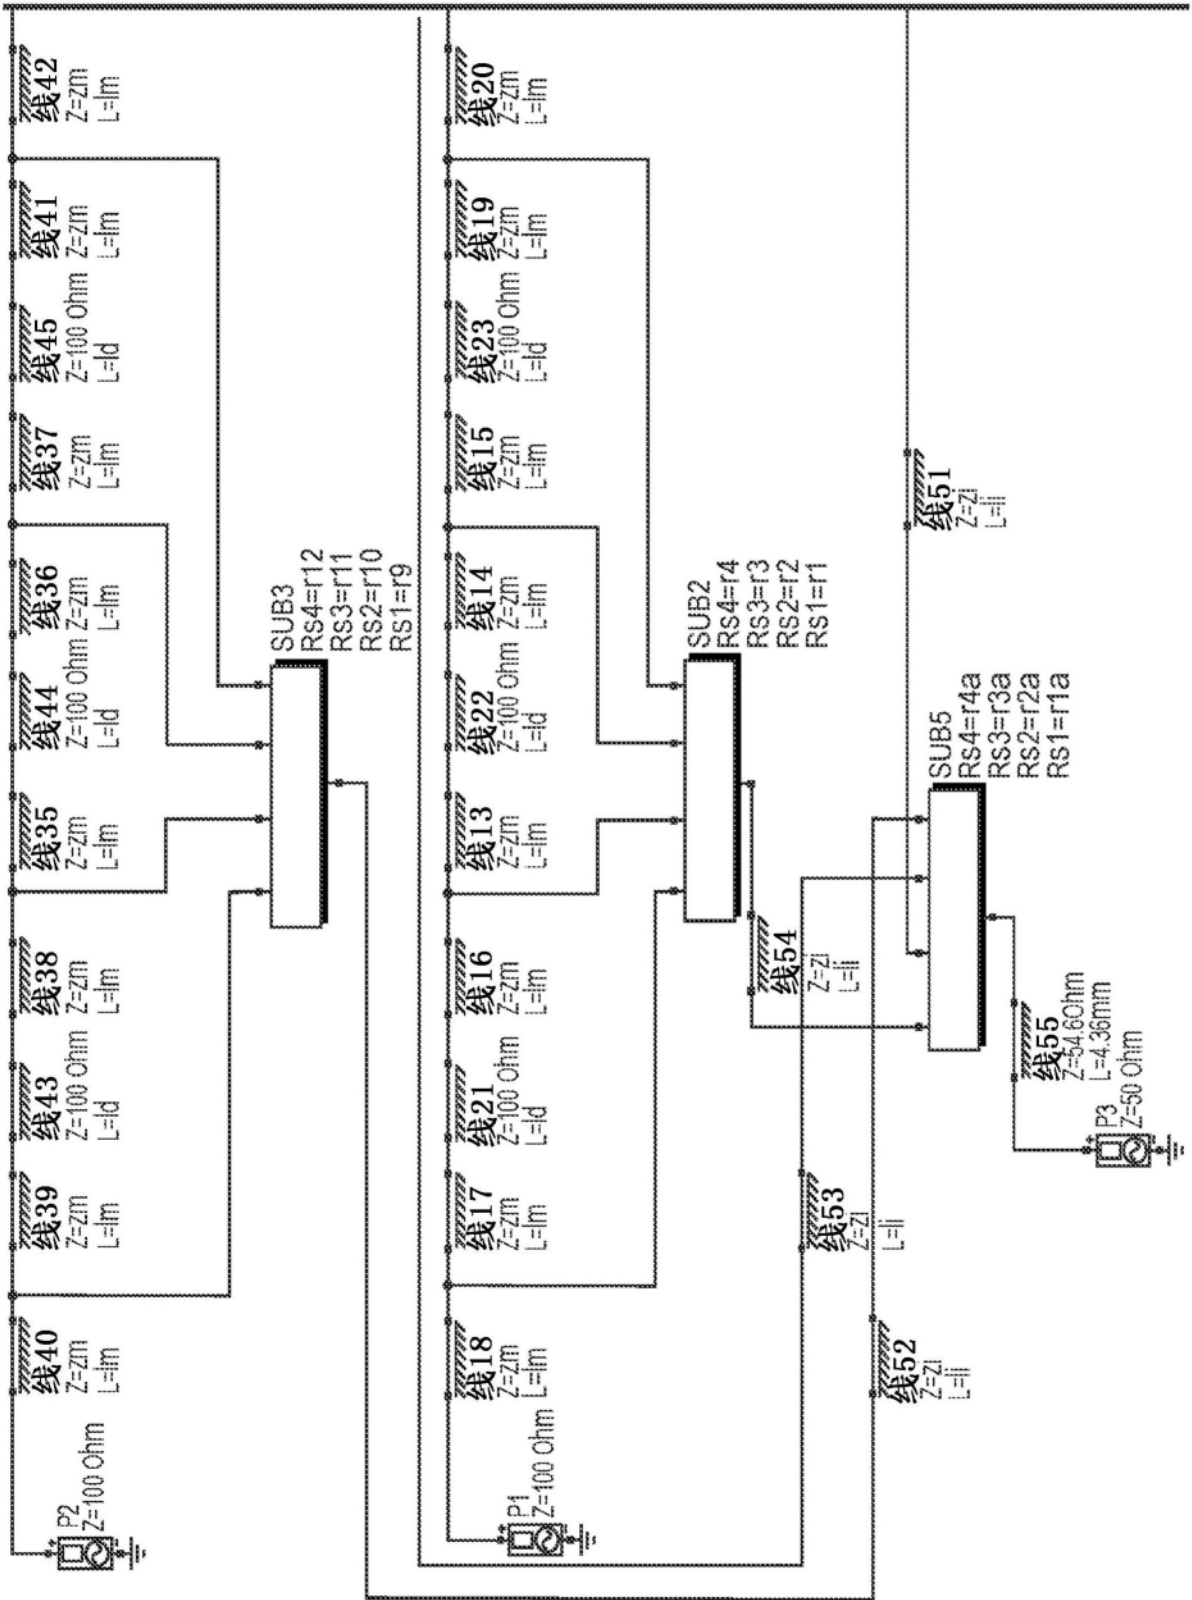 P2
Z=100 Ohm
线40
Z=zm
L=lm
线39
Z=zm
L=lm
线43
Z=100 Ohm
L=ld
线38
Z=zm
L=lm
线35
Z=zm
L=lm
线44
Z=100 Ohm
L=ld
线36
Z=zm
L=lm
线37
Z=zm
L=lm
线45
Z=100 Ohm
L=ld
线41
Z=zm
L=lm
线42
Z=zm
L=lm
SUB3
Rs4=r12
Rs3=r11
Rs2=r10
Rs1=r9
P1
Z=100 Ohm
线18
Z=zm
L=lm
线17
Z=zm
L=lm
线21
Z=100 Ohm
L=ld
线16
Z=zm
L=lm
线13
Z=zm
L=lm
线22
Z=100 Ohm
L=ld
线14
Z=zm
L=lm
线15
Z=zm
L=lm
线23
Z=100 Ohm
L=ld
线19
Z=zm
L=lm
线20
Z=zm
L=lm
SUB2
Rs4=r4
Rs3=r3
Rs2=r2
Rs1=r1
线54
Z=zi
L=li
线53
Z=zi
L=li
线52
Z=zi
L=li
线51
Z=zi
L=li
SUB5
Rs4=r4a
Rs3=r3a
Rs2=r2a
Rs1=r1a
线55
Z=54.6Ohm
L=4.36mm
P3
Z=50 Ohm